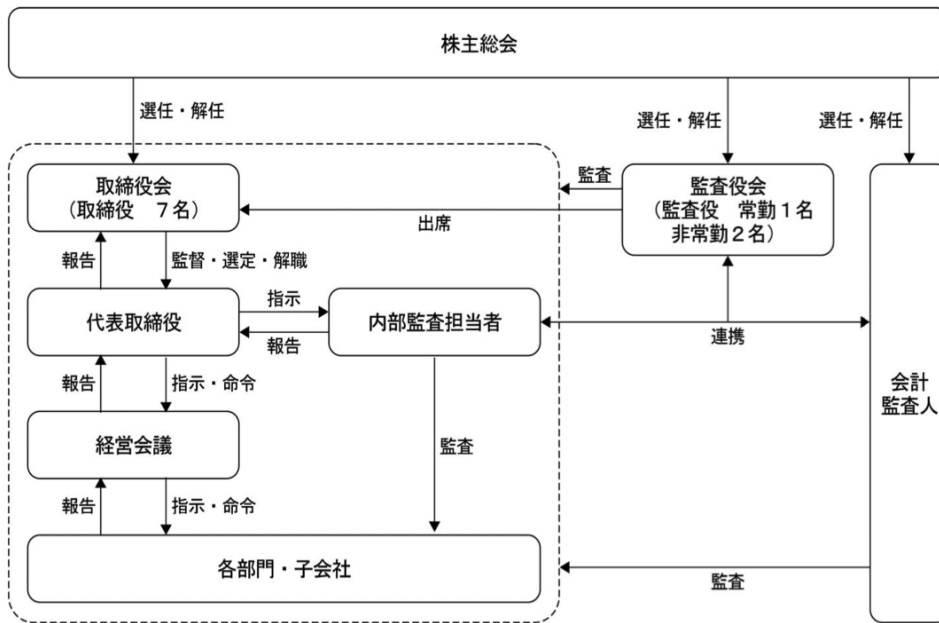 株主総会
選任・解任
選任・解任
選任・解任
取締役会
（取締役　７名）
監査
監査役会
（監査役　常勤１名
非常勤２名）
出席
報告
監督・選定・解職
代表取締役
指示
報告
内部監査担当者
連携
会計
監査人
報告
指示・命令
経営会議
監査
報告
指示・命令
各部門・子会社
監査